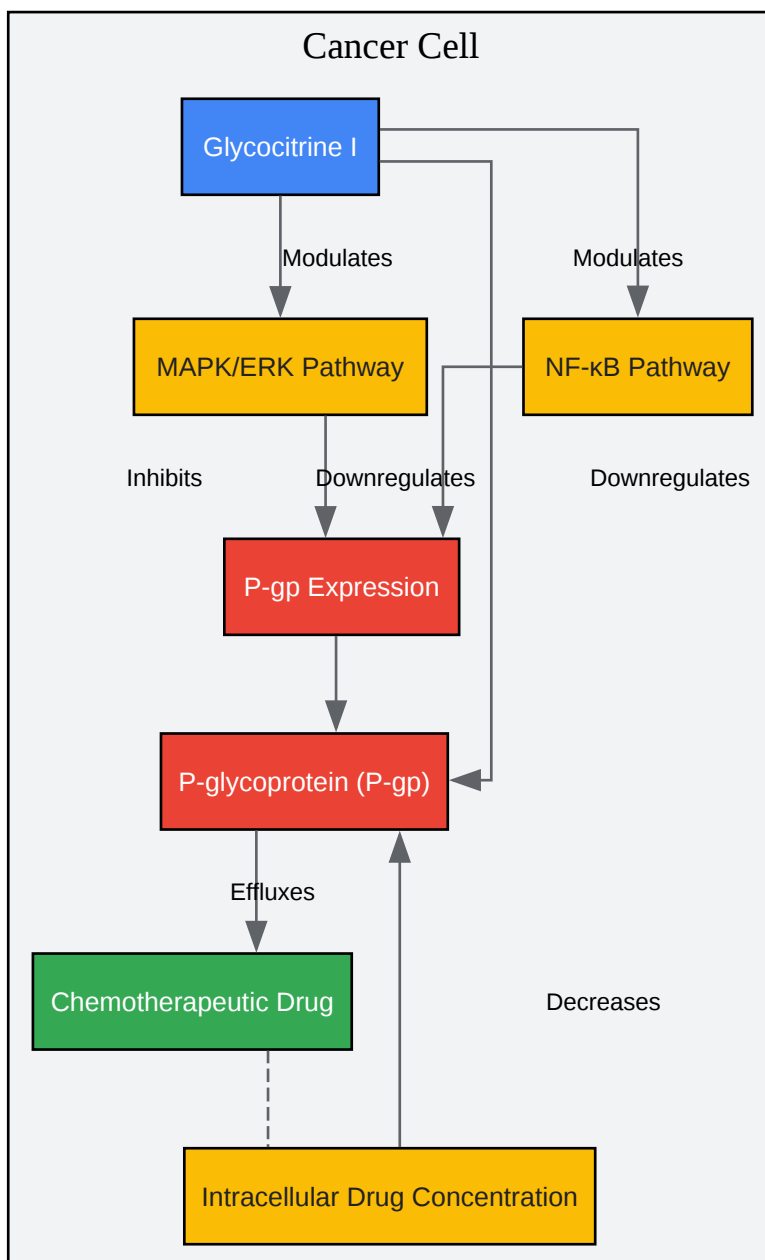 Cancer Cell
Glycocitrine I
Modulates
Modulates
MAPK/ERK Pathway
NF-κB Pathway
Inhibits
Downregulates
Downregulates
P-gp Expression
P-glycoprotein (P-gp)
Effluxes
Chemotherapeutic Drug
Decreases
Intracellular Drug Concentration